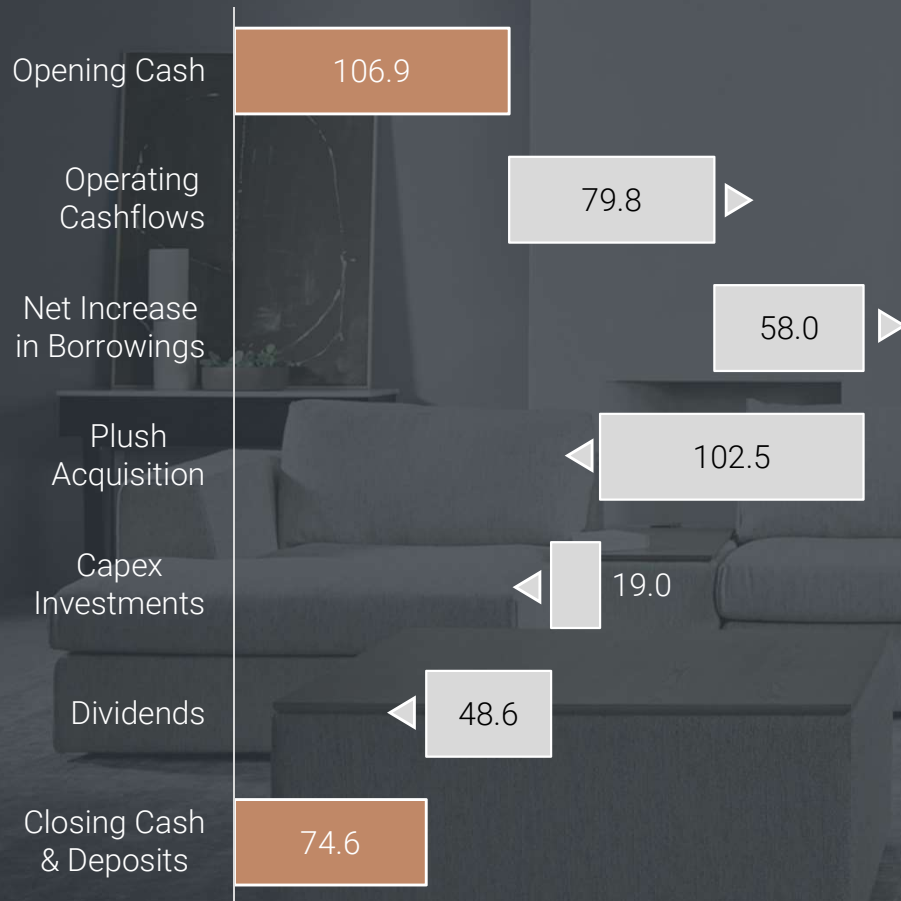 Opening Cash
106.9
Operating
Cashflows
79.8
Net Increase
in Borrowings
58.0
Plush
Acquisition
102.5
Capex
Investments
19.0
Dividends
48.6
Closing Cash
& Deposits
74.6